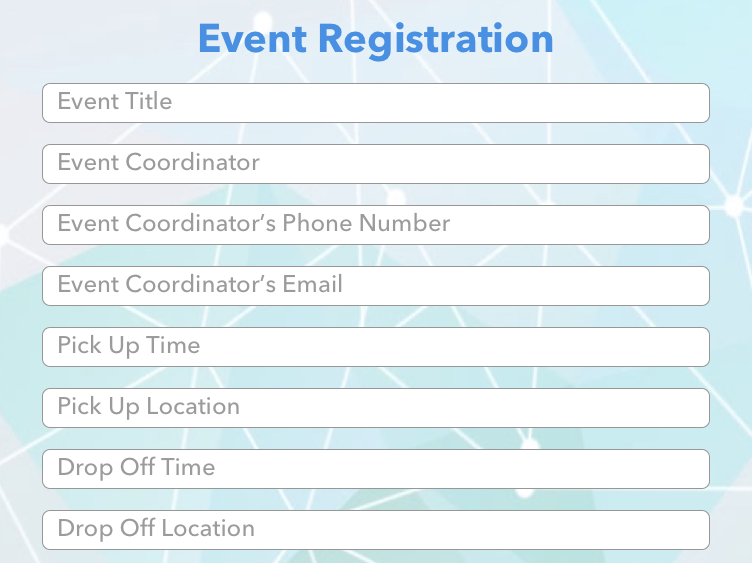 Event Registration
Event Title
Event Coordinator
Event Coordinator’s Phone Number
Event Coordinator’s Email
Pick Up Time
Pick Up Location
Drop Off Time
Drop Off Location